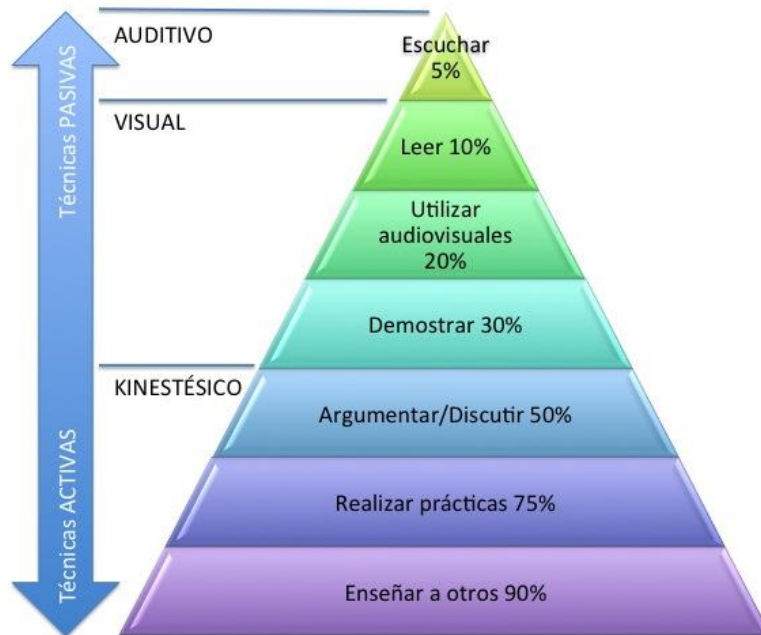 AUDITIVO
VISUAL
KINESTÉSICO
Técnicas PASIVAS
Técnicas ACTIVAS
Escuchar
5%
Leer 10%
Utilizar
audiovisuales
20%
Demostrar 30%
Argumentar/Discutir 50%
Realizar prácticas 75%
Enseñar a otros 90%